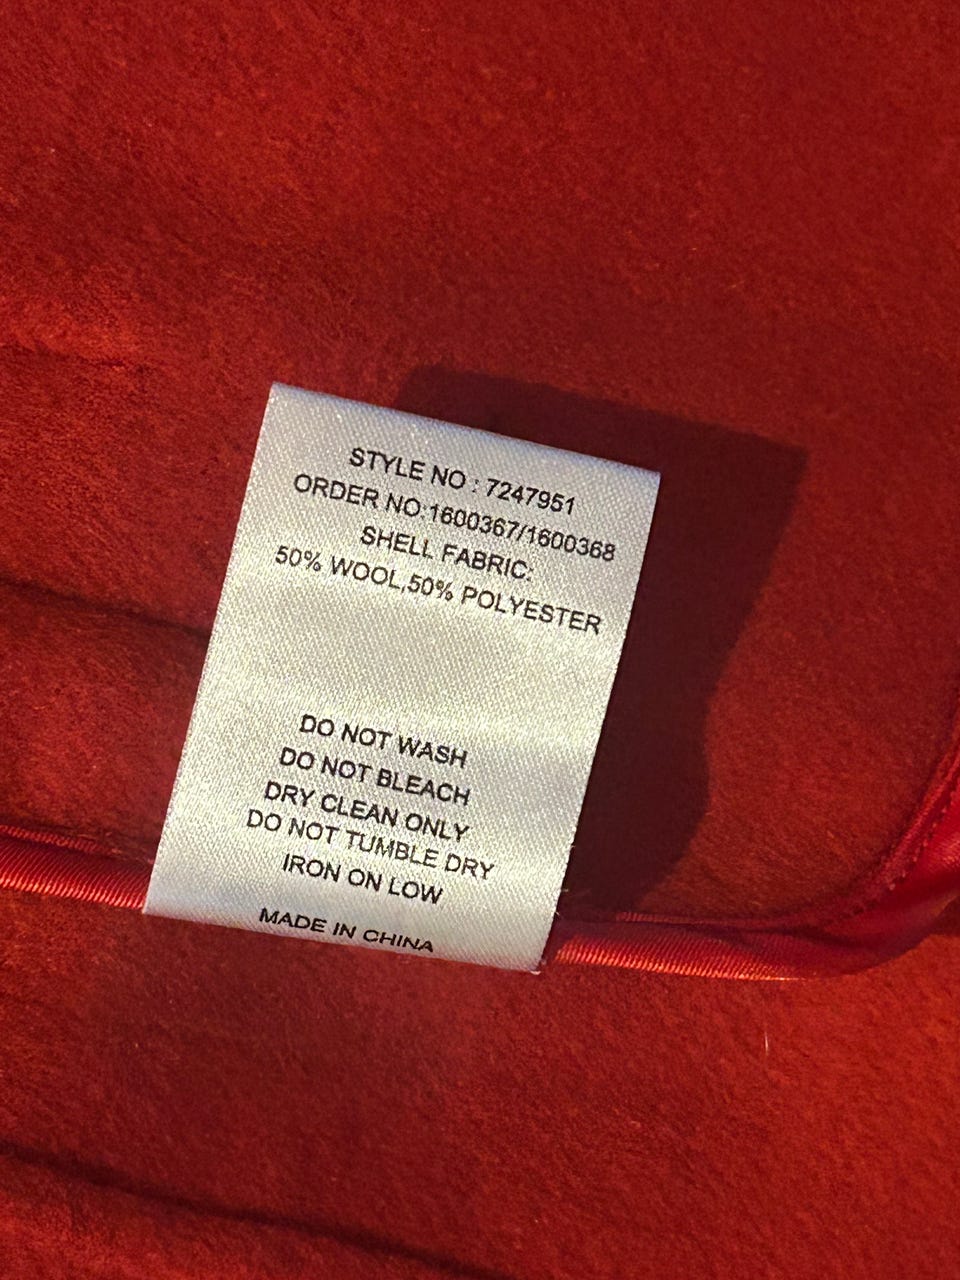 STYLE NO : 7247951
ORDER NO:1600367/1600368
SHELL FABRIC:
50% WOOL,50% POLYESTER
DO NOT WASH
DO NOT BLEACH
DRY CLEAN ONLY
DO NOT TUMBLE DRY
IRON ON LOW
MADE IN CHINA